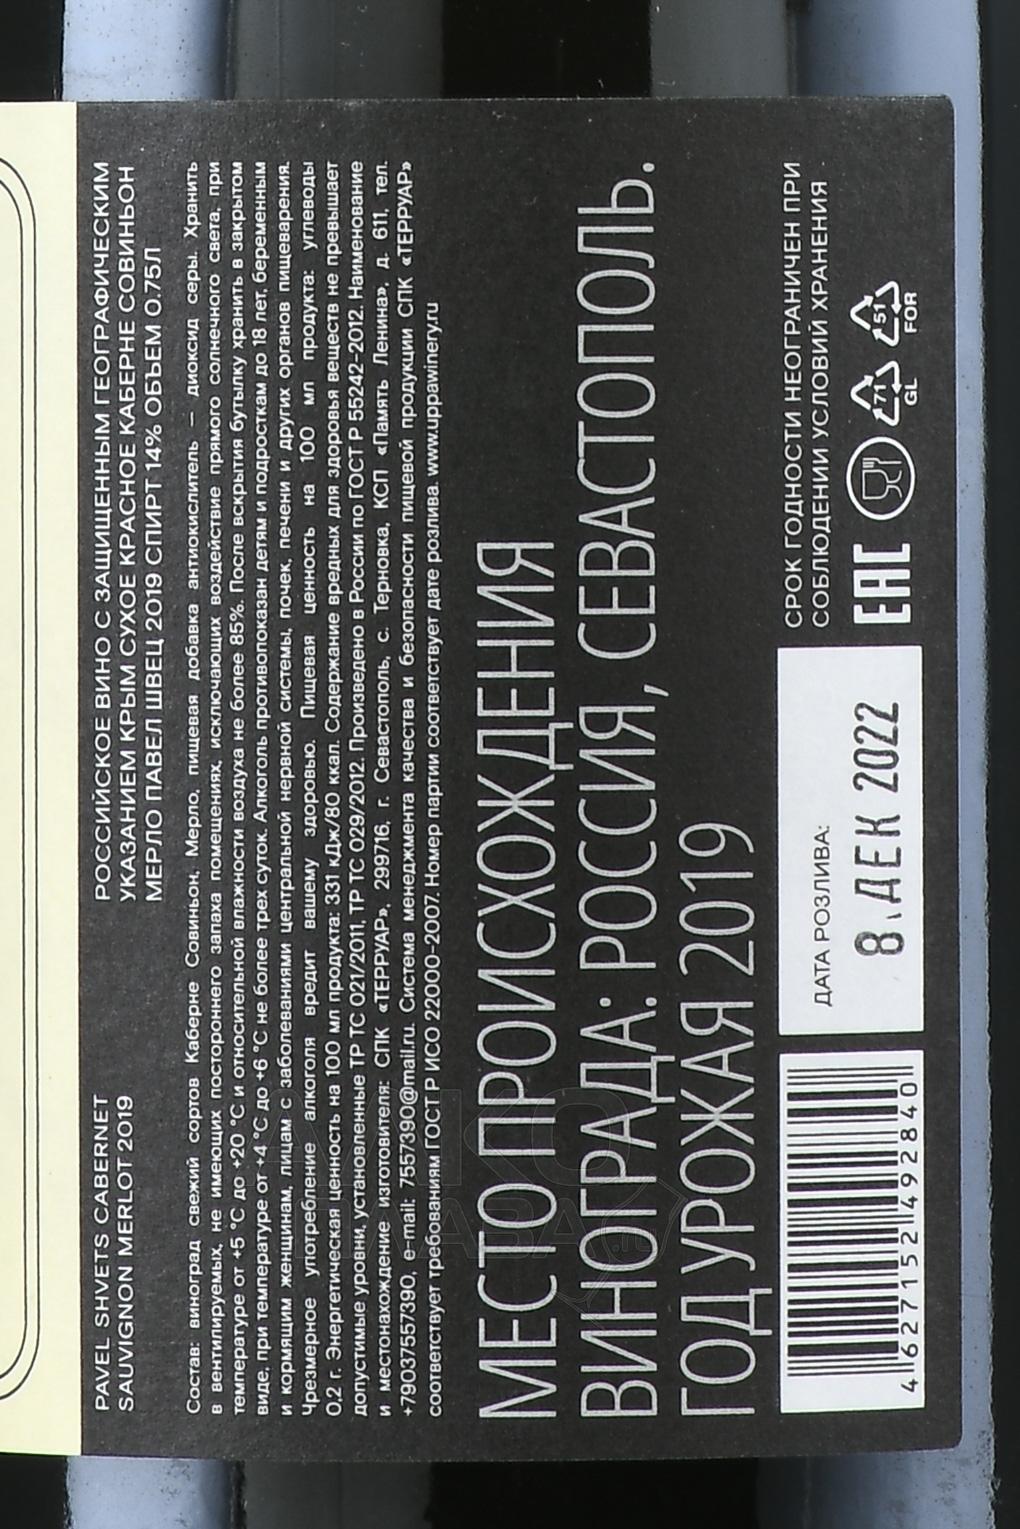 PAVEL SHVETS CABERNET
SAUVIGNON MERLOT 2019
РОССИЙСКОЕ ВИНО С ЗАЩИЩЕННЫМ ГЕОГРАФИЧЕСКИМ
УКАЗАНИЕМ КРЫМ СУХОЕ КРАСНОЕ КАБЕРНЕ СОВИНЬОН
МЕРЛО ПАВЕЛ ШВЕЦ 2019 СПИРТ 14% ОБЪЕМ 0.75Л
Состав: виноград свежий сортов Каберне Совиньон, Мерло, пищевая добавка антиокислитель – диоксид серы. Хранить
в вентилируемых, не имеющих постороннего запаха помещениях, исключающих воздействие прямого солнечного света, при
температуре от +5 °C до +20 °C и относительной влажности воздуха не более 85%. После вскрытия бутылку хранить в закрытом
виде, при температуре от +4 °C до +6 °C не более трех суток. Алкоголь противопоказан детям и подросткам до 18 лет, беременным
и кормящим женщинам, лицам с заболеваниями центральной нервной системы, почек, печени и других органов пищеварения.
Чрезмерное употребление алкоголя вредит вашему здоровью. Пищевая ценность на 100 мл продукта: углеводы
0,2 г. Энергетическая ценность на 100 мл продукта: 331 кДж/80 ккал. Содержание вредных для здоровья веществ не превышает
допустимые уровни, установленные ТР ТС 021/2011, ТР ТС 029/2012. Произведено в России по ГОСТ Р 55242-2012. Наименование
и местонахождение изготовителя: СПК «ТЕРРУАР», 299716, г. Севастополь, с. Терновка, КСП «Память Ленина», д. 611, тел.
+79037557390, e-mail: 7557390@mail.ru. Система менеджмента качества и безопасности пищевой продукции СПК «ТЕРРУАР»
соответствует требованиям ГОСТ Р ИСО 22000-2007. Номер партии соответствует дате розлива. www.uppawinery.ru
МЕСТО ПРОИСХОЖДЕНИЯ
ВИНОГРАДА: РОССИЯ, СЕВАСТОПОЛЬ.
ГОД УРОЖАЯ 2019
4627152492840
ДАТА РОЗЛИВА:
8.ДЕК 2022
СРОК ГОДНОСТИ НЕОГРАНИЧЕН ПРИ
СОБЛЮДЕНИИ УСЛОВИЙ ХРАНЕНИЯ
EAC
71
GL
51
FOR